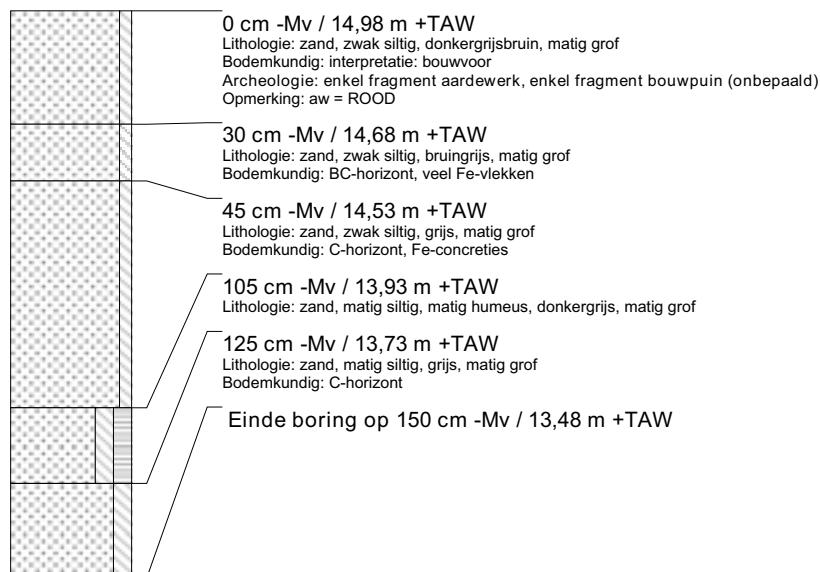 0 cm -Mv / 14,98 m +TAW
Lithologie: zand, zwak siltig, donkergrijsbruin, matig grof
Bodemkundig: interpretatie: bouwvoor
Archeologie: enkel fragment aardewerk, enkel fragment bouwpuin (onbepaald)
Opmerking: aw = ROOD
30 cm -Mv / 14,68 m +TAW
Lithologie: zand, zwak siltig, bruingrijs, matig grof
Bodemkundig: BC-horizont, veel Fe-vlekken
45 cm -Mv / 14,53 m +TAW
Lithologie: zand, zwak siltig, grijs, matig grof
Bodemkundig: C-horizont, Fe-concreties
105 cm -Mv / 13,93 m +TAW
Lithologie: zand, matig siltig, matig humeus, donkergrijs, matig grof
125 cm -Mv / 13,73 m +TAW
Lithologie: zand, matig siltig, grijs, matig grof
Bodemkundig: C-horizont
Einde boring op 150 cm -Mv / 13,48 m +TAW